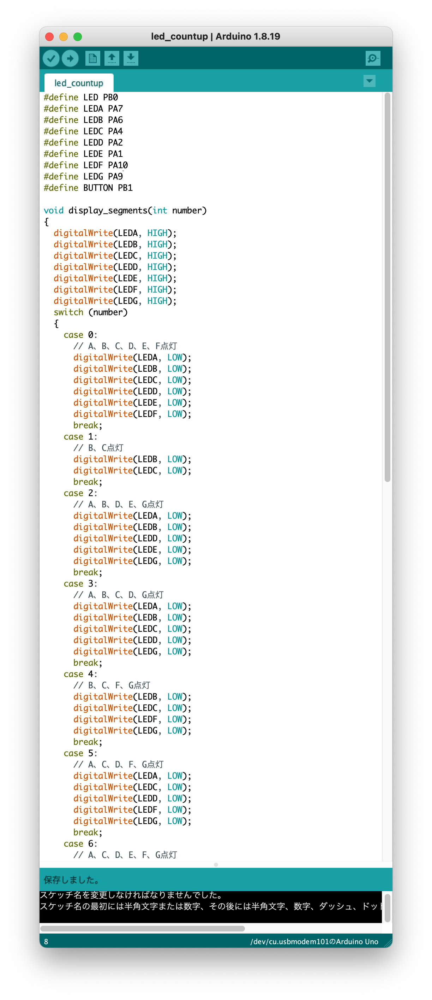 led_countup | Arduino 1.8.19
led_countup
#define LED PB0
#define LEDA PA7
#define LEDB PA6
#define LEDC PA4
#define LEDD PA2
#define LEDE PA1
#define LEDF PA10
#define LEDG PA9
#define BUTTON PB1

void display_segments(int number)
{
  digitalWrite(LEDA, HIGH);
  digitalWrite(LEDB, HIGH);
  digitalWrite(LEDC, HIGH);
  digitalWrite(LEDD, HIGH);
  digitalWrite(LEDE, HIGH);
  digitalWrite(LEDF, HIGH);
  digitalWrite(LEDG, HIGH);
  switch (number)
  {
    case 0:
      // A、B、C、D、E、F点灯
      digitalWrite(LEDA, LOW);
      digitalWrite(LEDB, LOW);
      digitalWrite(LEDC, LOW);
      digitalWrite(LEDD, LOW);
      digitalWrite(LEDE, LOW);
      digitalWrite(LEDF, LOW);
      break;
    case 1:
      // B、C点灯
      digitalWrite(LEDB, LOW);
      digitalWrite(LEDC, LOW);
      break;
    case 2:
      // A、B、D、E、G点灯
      digitalWrite(LEDA, LOW);
      digitalWrite(LEDB, LOW);
      digitalWrite(LEDD, LOW);
      digitalWrite(LEDE, LOW);
      digitalWrite(LEDG, LOW);
      break;
    case 3:
      // A、B、C、D、G点灯
      digitalWrite(LEDA, LOW);
      digitalWrite(LEDB, LOW);
      digitalWrite(LEDC, LOW);
      digitalWrite(LEDD, LOW);
      digitalWrite(LEDG, LOW);
      break;
    case 4:
      // B、C、F、G点灯
      digitalWrite(LEDB, LOW);
      digitalWrite(LEDC, LOW);
      digitalWrite(LEDF, LOW);
      digitalWrite(LEDG, LOW);
      break;
    case 5:
      // A、C、D、F、G点灯
      digitalWrite(LEDA, LOW);
      digitalWrite(LEDC, LOW);
      digitalWrite(LEDD, LOW);
      digitalWrite(LEDF, LOW);
      digitalWrite(LEDG, LOW);
      break;
    case 6:
      // A、C、D、E、F、G点灯
保存しました。
スケッチ名を変更しなければなりませんでした。
スケッチ名の最初には半角文字または数字、その後には半角文字、数字、ダッシュ、ドット
8
/dev/cu.usbmodem101のArduino Uno